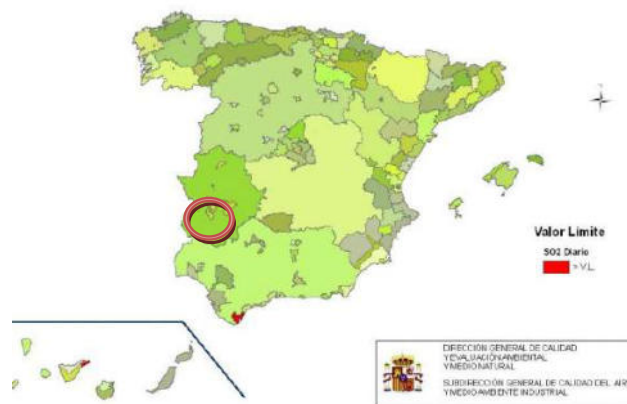 Valor Límite
SO2 Diario
> V.L.
DIRECCIÓN GENERAL DE CALIDAD
Y EVALUACIÓN AMBIENTAL
Y MEDIO NATURAL
SUBDIRECCIÓN GENERAL DE CALIDAD DEL AIRE
Y MEDIO AMBIENTE INDUSTRIAL